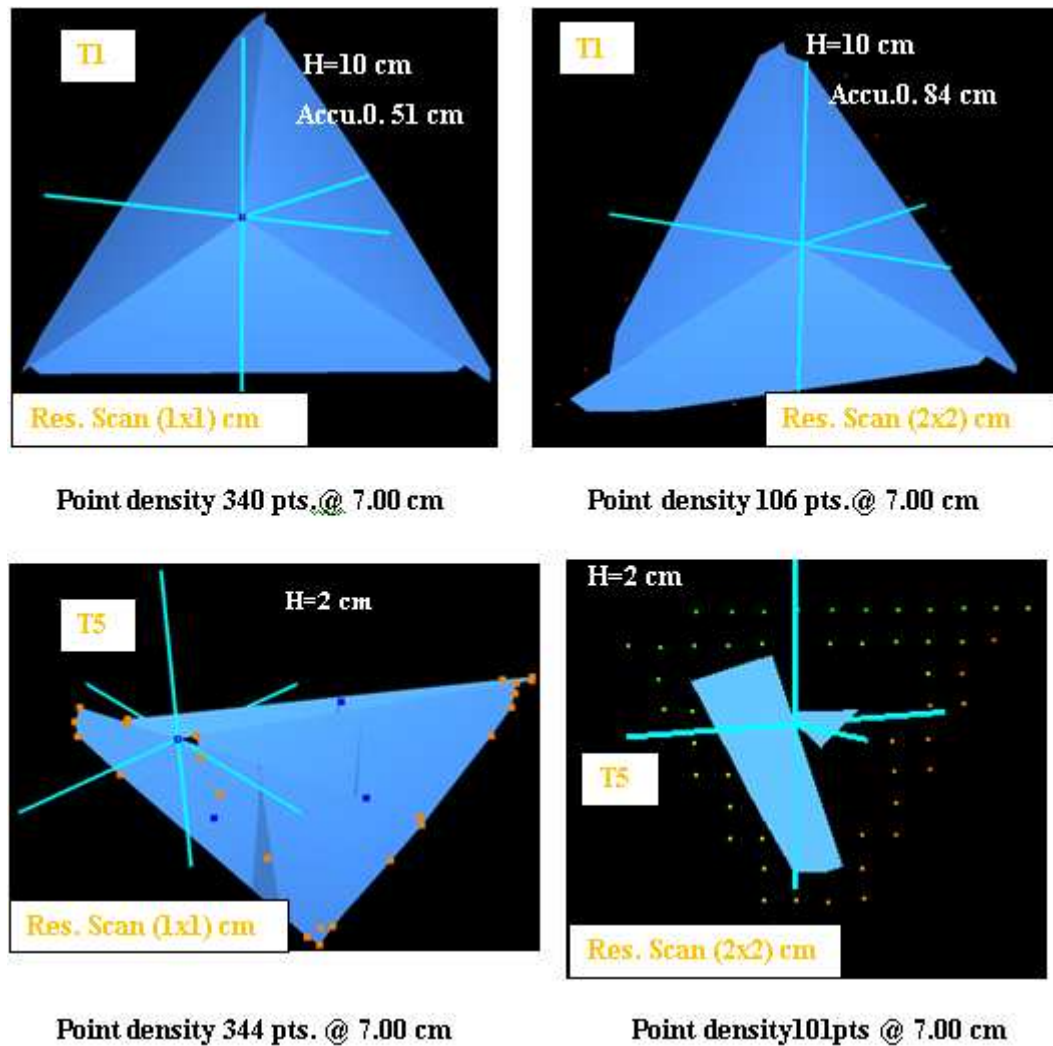 T1
H=10 cm
Accu.0. 51 cm
Res. Scan (1x1) cm
Point density 340 pts.@ 7.00 cm
T1
H=10 cm
Accu.0. 84 cm
Res. Scan (2x2) cm
Point density 106 pts.@ 7.00 cm
T5
H=2 cm
Res. Scan (1x1) cm
Point density 344 pts. @ 7.00 cm
H=2 cm
T5
Res. Scan (2x2) cm
Point density101pts @ 7.00 cm